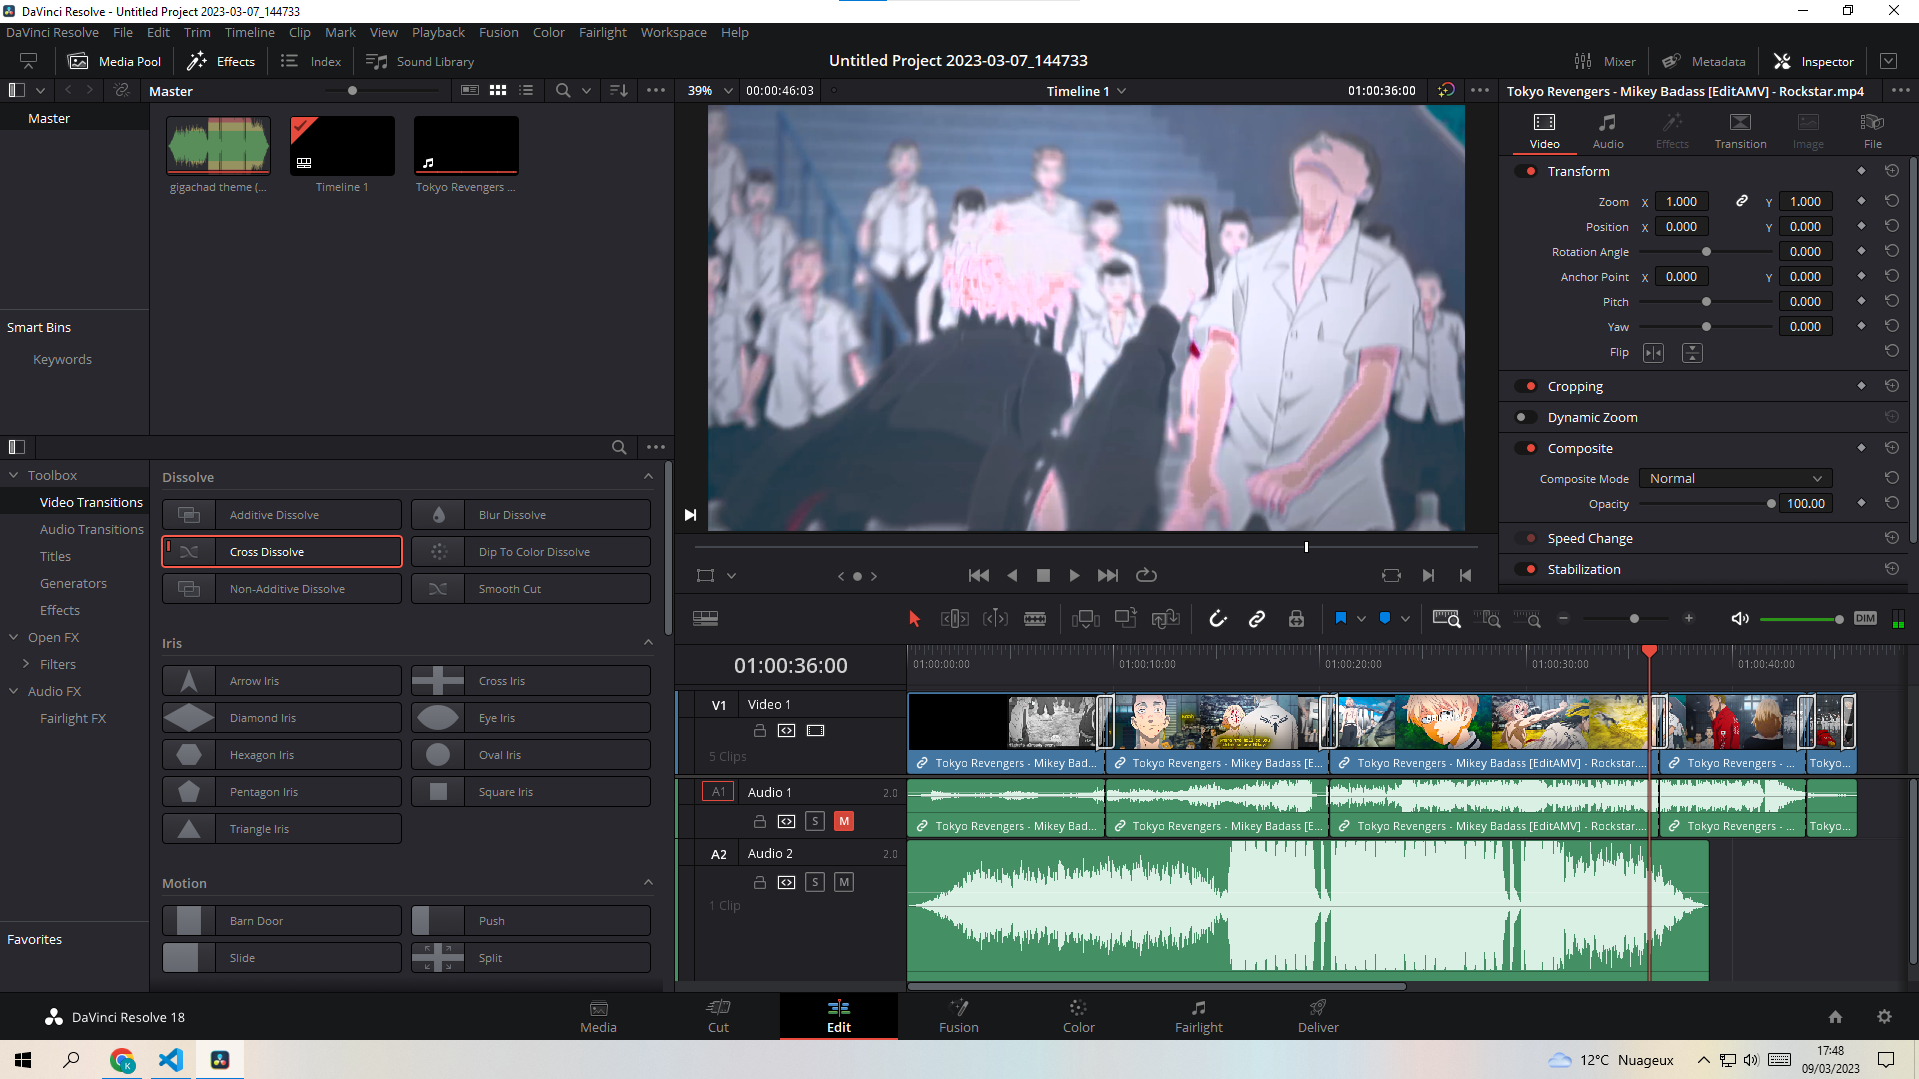 DaVinci Resolve - Untitled Project 2023-03-07_144733
DaVinci Resolve File Edit Trim Timeline Clip Mark View Playback Fusion Color Fairlight Workspace Help
Media Pool Effects Index Sound Library Untitled Project 2023-03-07_144733 Mixer Metadata Inspector
Master 39% 00:00:46:03 Timeline 1 01:00:36:00 Tokyo Revengers - Mikey Badass [EditAMV] - Rockstar.mp4
Master
gigachad theme (... Timeline 1 Tokyo Revengers ...
Smart Bins
Keywords
Video Audio Effects Transition Image File
Transform
Zoom X 1.000 Y 1.000
Position X 0.000 Y 0.000
Rotation Angle 0.000
Anchor Point X 0.000 Y 0.000
Pitch 0.000
Yaw 0.000
Flip
Cropping
Dynamic Zoom
Composite
Composite Mode Normal
Opacity 100.00
Speed Change
Stabilization
Toolbox
Video Transitions
Audio Transitions
Titles
Generators
Effects
Open FX
Filters
Audio FX
Fairlight FX
Favorites
Dissolve
Additive Dissolve Blur Dissolve
Cross Dissolve Dip To Color Dissolve
Non-Additive Dissolve Smooth Cut
Iris
Arrow Iris Cross Iris
Diamond Iris Eye Iris
Hexagon Iris Oval Iris
Pentagon Iris Square Iris
Triangle Iris
Motion
Barn Door Push
Slide Split
DIM
01:00:36:00 01:00:00:00 01:00:10:00 01:00:20:00 01:00:30:00 01:00:40:00
V1 Video 1
5 Clips
Tokyo Revengers - Mikey Bad... Tokyo Revengers - Mikey Badass [E... Tokyo Revengers - Mikey Badass [EditAMV] - Rockstar.... Tokyo Revengers - ... Tokyo...
A1 Audio 1 2.0
S M
Tokyo Revengers - Mikey Bad... Tokyo Revengers - Mikey Badass [E... Tokyo Revengers - Mikey Badass [EditAMV] - Rockstar.... Tokyo Revengers - ... Tokyo...
A2 Audio 2 2.0
S M
1 Clip
DaVinci Resolve 18 Media Cut Edit Fusion Color Fairlight Deliver
12°C Nuageux 17:48
09/03/2023